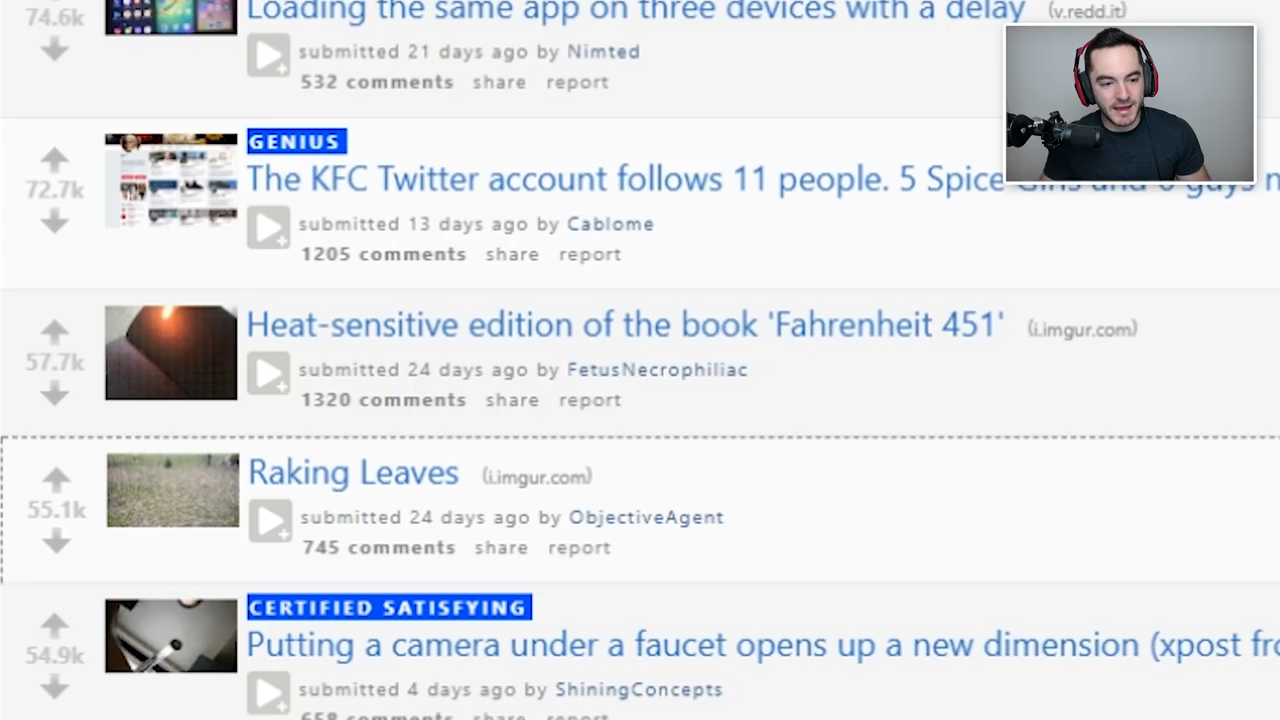 74.6k
Loading the same app on three devices with a delay (v.redd.it)
submitted 21 days ago by Nimted
532 comments share report
GENIUS
72.7k
The KFC Twitter account follows 11 people. 5 Spice Girls and 6 guys n
submitted 13 days ago by Cablome
1205 comments share report
57.7k
Heat-sensitive edition of the book 'Fahrenheit 451' (i.imgur.com)
submitted 24 days ago by FetusNecrophiliac
1320 comments share report
55.1k
Raking Leaves (i.imgur.com)
submitted 24 days ago by ObjectiveAgent
745 comments share report
CERTIFIED SATISFYING
54.9k
Putting a camera under a faucet opens up a new dimension (xpost fro
submitted 4 days ago by ShiningConcepts
658 comments share report